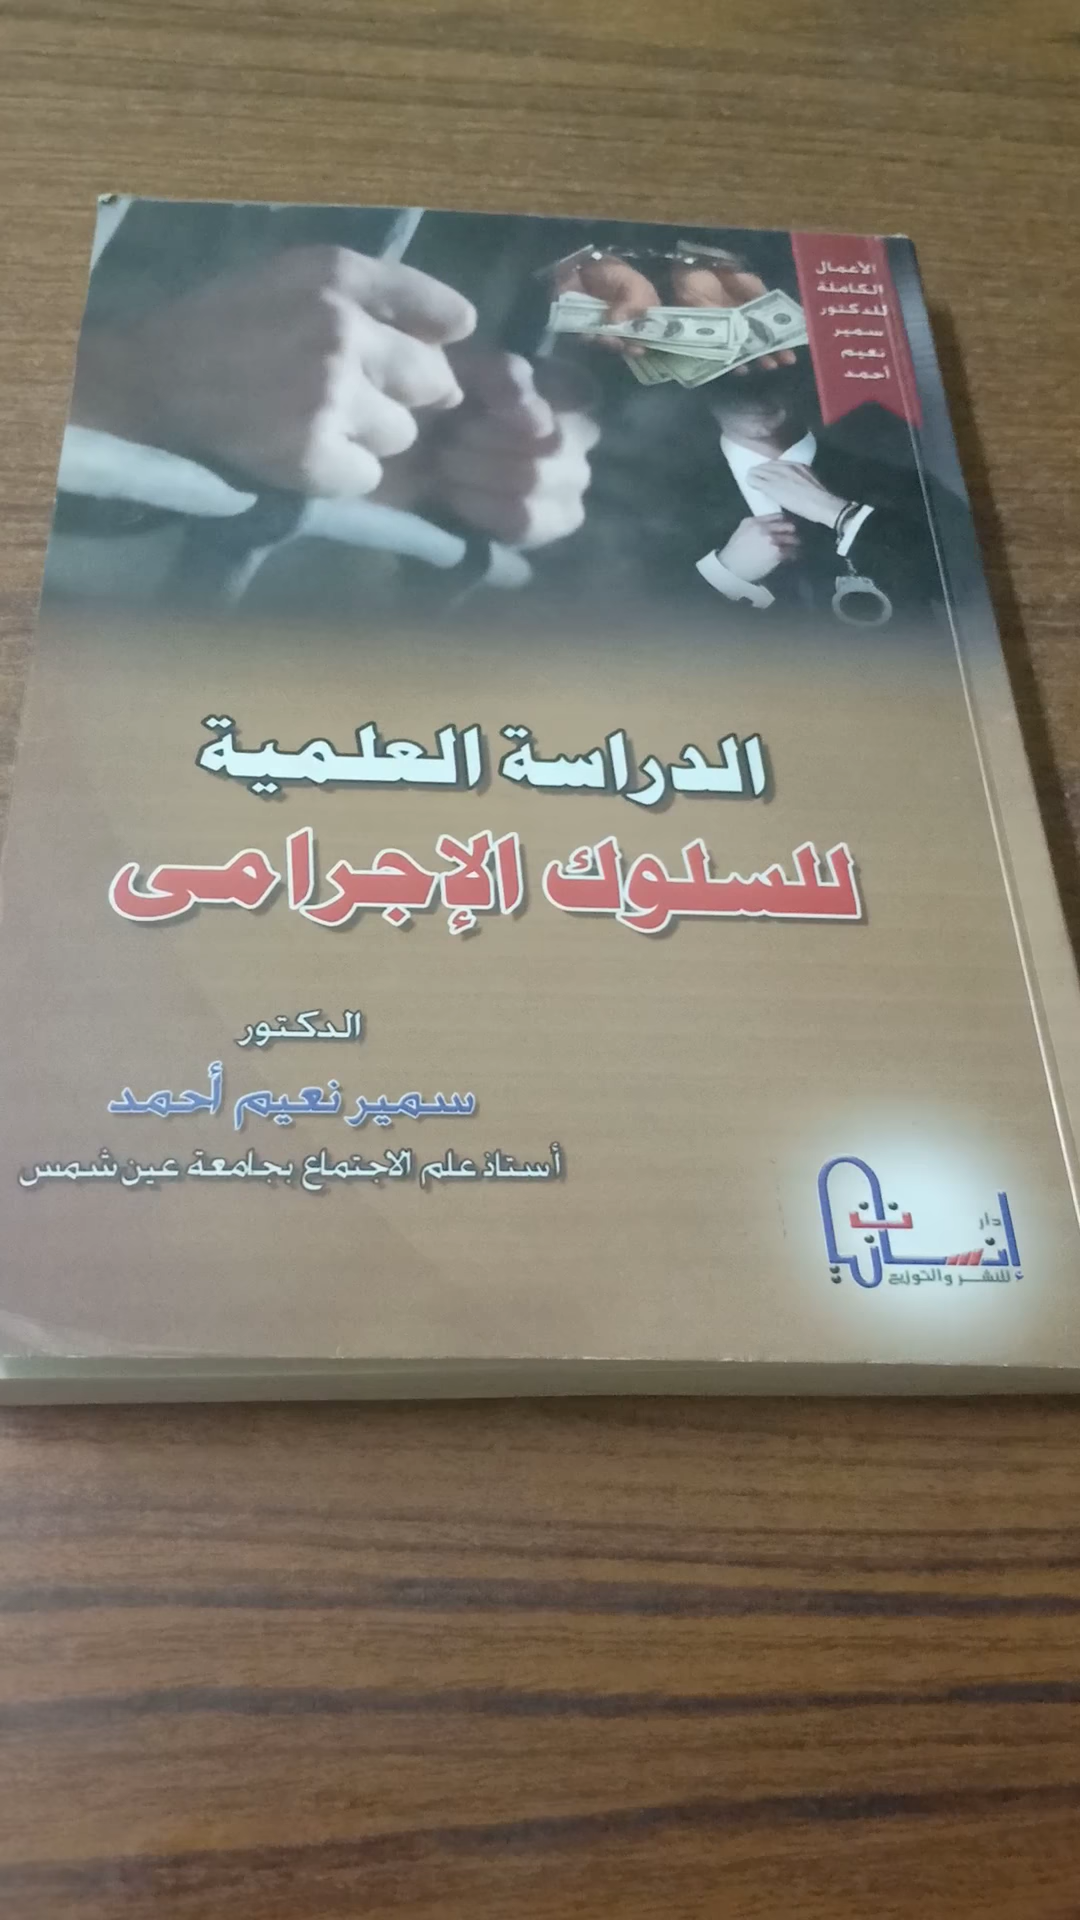 الأعمال
الكاملة
للدكتور
سمير
نعيم
أحمد
الدراسة العلمية
للسلوك الإجرامى
الدكتور
سمير نعيم أحمد
أستاذ علم الاجتماع بجامعة عين شمس
دار
إنسانيات
للنشر والتوزيع